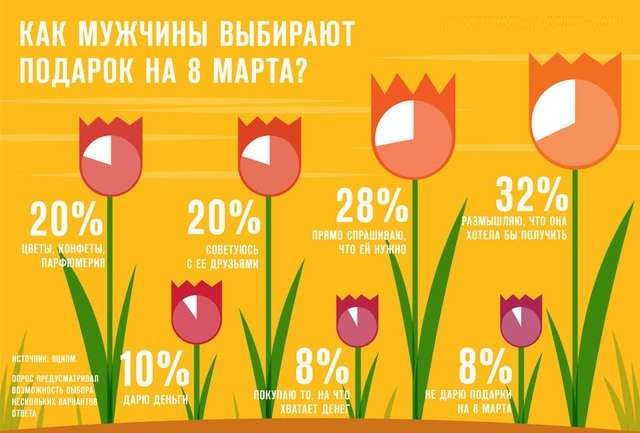 КАК МУЖЧИНЫ ВЫБИРАЮТ
ПОДАРОК НА 8 МАРТА?
20%
ЦВЕТЫ, КОНФЕТЫ,
ПАРФЮМЕРИЯ
20%
СОВЕТУЮСЬ
С ЕЕ ДРУЗЬЯМИ
28%
ПРЯМО СПРАШИВАЮ,
ЧТО ЕЙ НУЖНО
32%
РАЗМЫШЛЯЮ, ЧТО ОНА
ХОТЕЛА БЫ ПОЛУЧИТЬ
10%
ДАРЮ ДЕНЬГИ
8%
ПОКУПАЮ ТО, НА ЧТО
ХВАТАЕТ ДЕНЕГ
8%
НЕ ДАРЮ ПОДАРКИ
НА 8 МАРТА
ИСТОЧНИК: ВЦИОМ.
ОПРОС ПРЕДУСМАТРИВАЛ
ВОЗМОЖНОСТЬ ВЫБОРА
НЕСКОЛЬКИХ ВАРИАНТОВ
ОТВЕТА